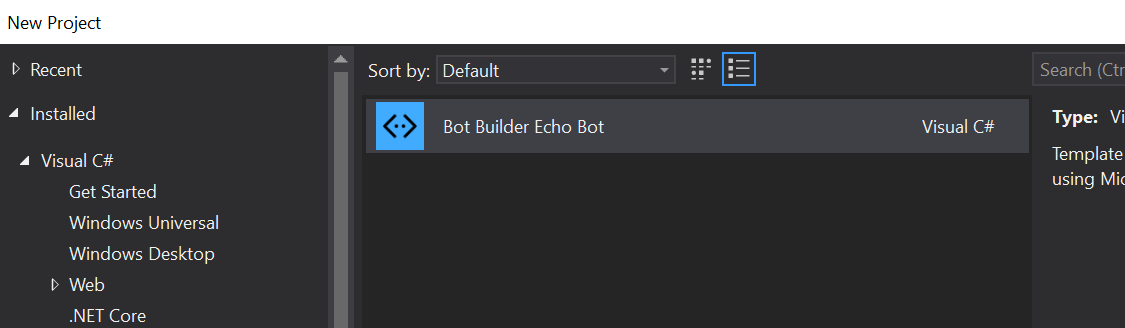 New Project
Recent
Installed
Visual C#
Get Started
Windows Universal
Windows Desktop
Web
.NET Core
Sort by: Default
Search (Ctr
Bot Builder Echo Bot Visual C#
Type: Vi
Template
using Mic